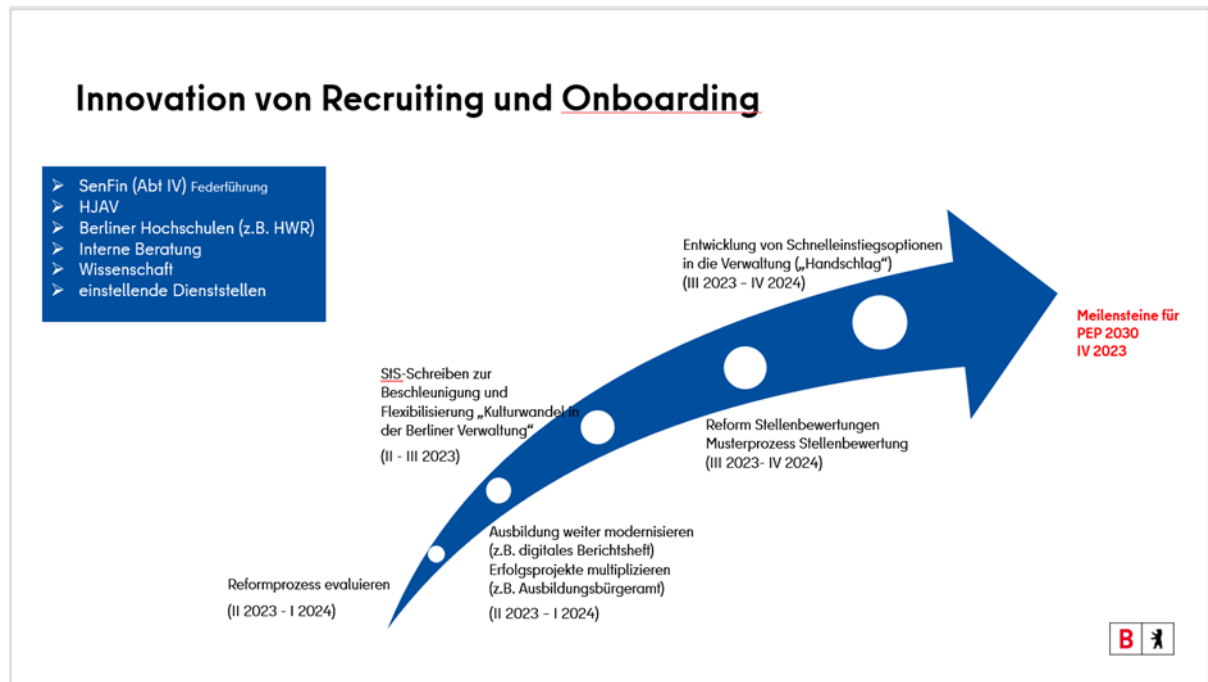 Innovation von Recruiting und Onboarding
➢ SenFin (Abt IV) Federführung
➢ HJAV
➢ Berliner Hochschulen (z.B. HWR)
➢ Interne Beratung
➢ Wissenschaft
➢ einstellende Dienststellen
Entwicklung von Schnelleinstiegsoptionen
in die Verwaltung („Handschlag“)
(III 2023 – IV 2024)
Meilensteine für
PEP 2030
IV 2023
StS-Schreiben zur
Beschleunigung und
Flexibilisierung „Kulturwandel in
der Berliner Verwaltung“
(II - III 2023)
Reform Stellenbewertungen
Musterprozess Stellenbewertung
(III 2023- IV 2024)
Ausbildung weiter modernisieren
(z.B. digitales Berichtsheft)
Erfolgsprojekte multiplizieren
(z.B. Ausbildungsbürgeramt)
(II 2023 – I 2024)
Reformprozess evaluieren
(II 2023 - I 2024)
B